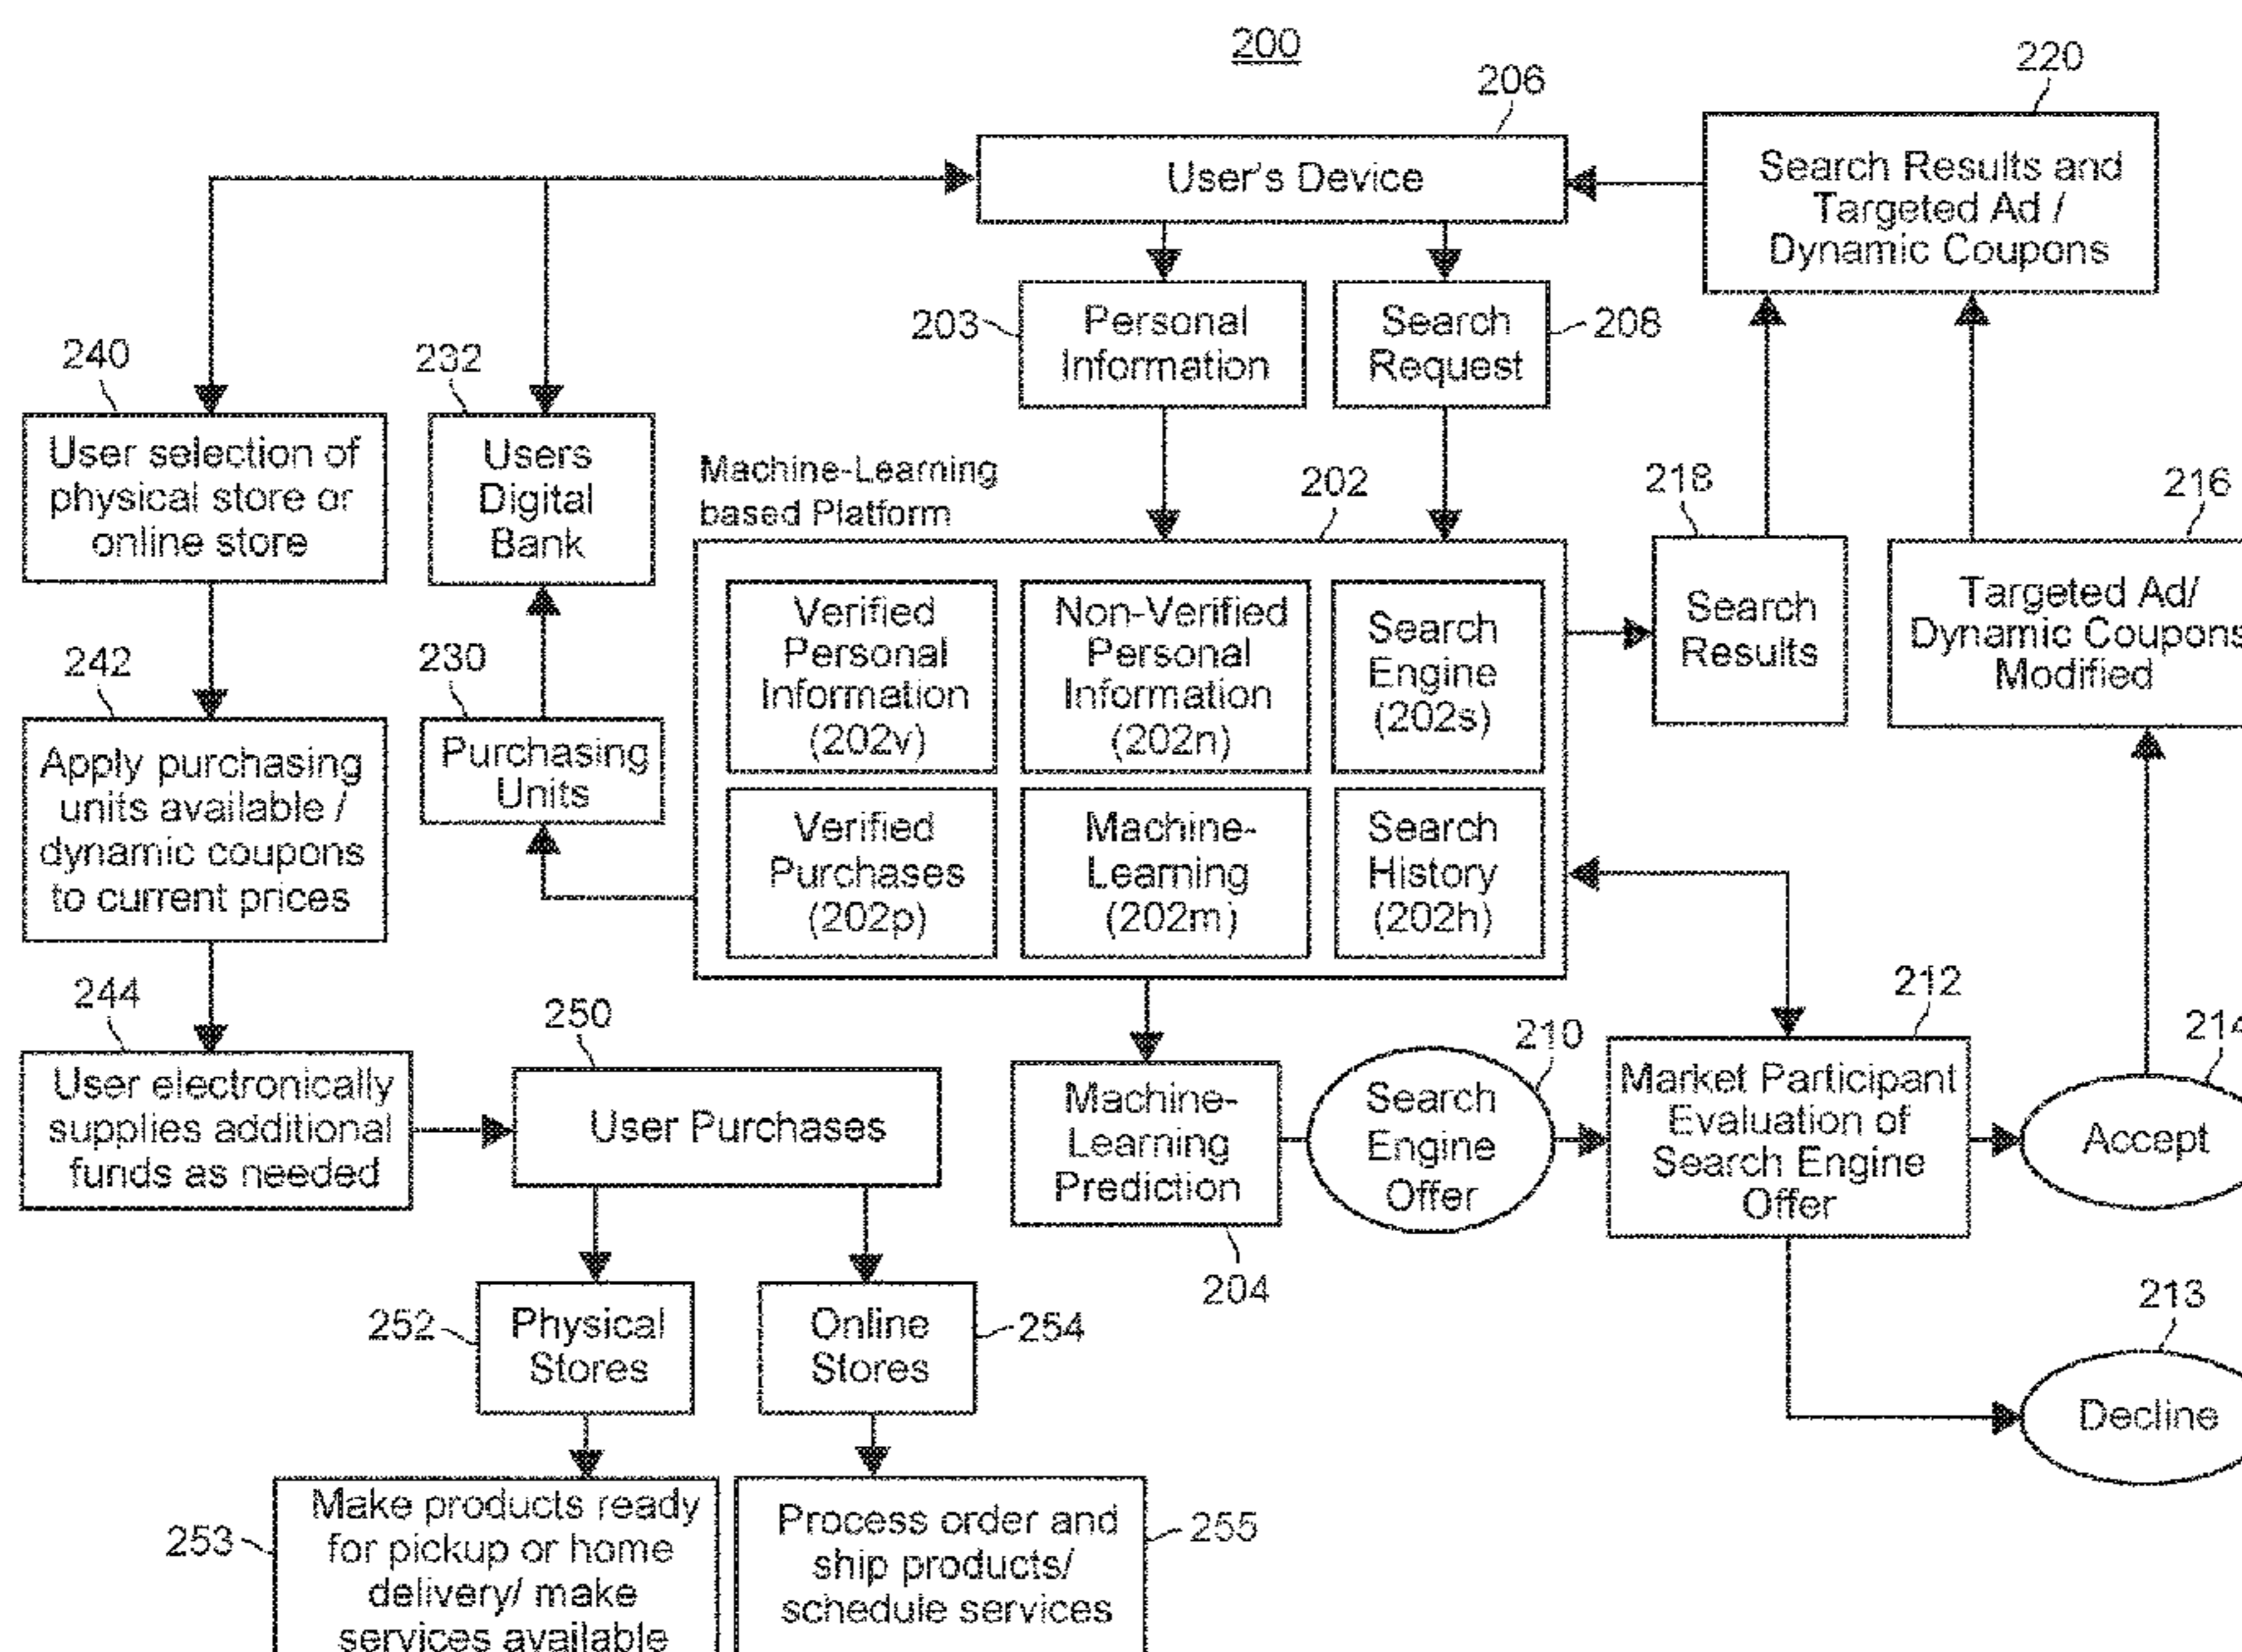 200
206
220
User's Device
Search Results and
Targeted Ad /
Dynamic Coupons
203
Personal
Information
Search
Request
208
240
232
User selection of
physical store or
online store
Users
Digital
Bank
Machine-Learning
based Platform
202
218
216
Verified
Personal
Information
(202v)
Non-Verified
Personal
Information
(202n)
Search
Engine
(202s)
Search
Results
Targeted Ad/
Dynamic Coupons
Modified
242
230
Apply purchasing
units available /
dynamic coupons
to current prices
Purchasing
Units
Verified
Purchases
(202p)
Machine-
Learning
(202m)
Search
History
(202h)
244
250
210
212
214
User electronically
supplies additional
funds as needed
User Purchases
Machine-
Learning
Prediction
Search
Engine
Offer
Market Participant
Evaluation of
Search Engine
Offer
Accept
204
213
252
Physical
Stores
Online
Stores
254
Decline
253
Make products ready
for pickup or home
delivery/ make
services available
Process order and
ship products/
schedule services
255